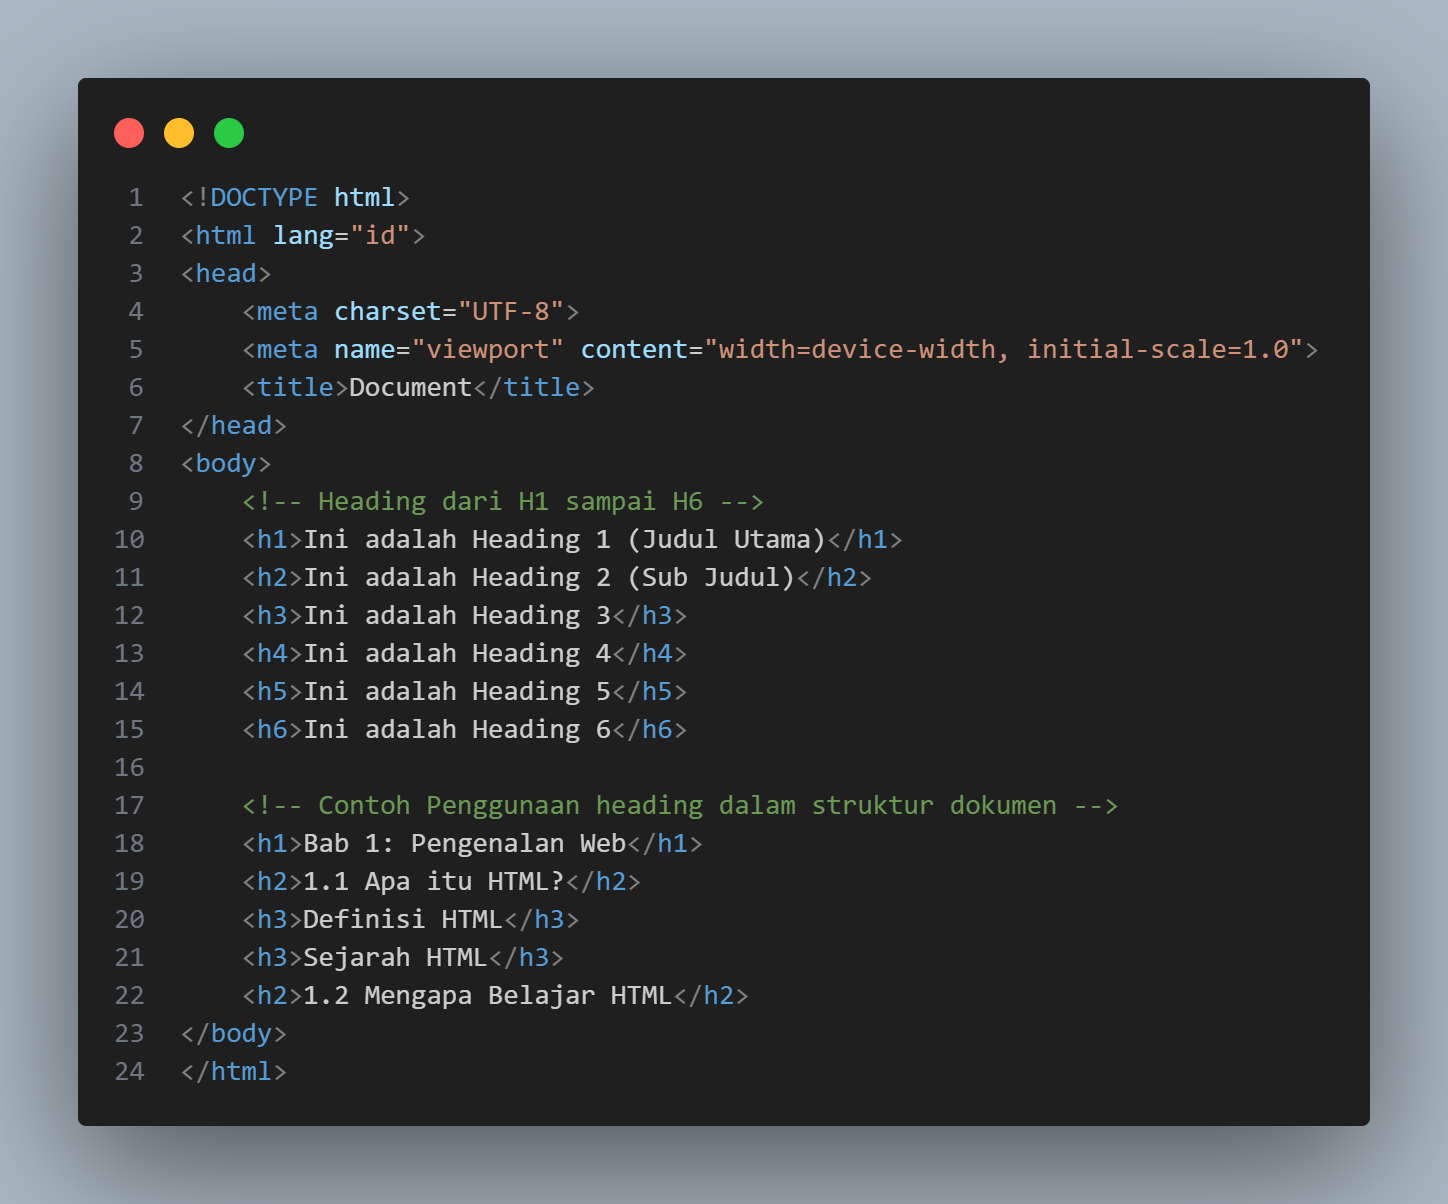 1 <!DOCTYPE html>
2 <html lang="id">
3 <head>
4     <meta charset="UTF-8">
5     <meta name="viewport" content="width=device-width, initial-scale=1.0">
6     <title>Document</title>
7 </head>
8 <body>
9     <!-- Heading dari H1 sampai H6 -->
10     <h1>Ini adalah Heading 1 (Judul Utama)</h1>
11     <h2>Ini adalah Heading 2 (Sub Judul)</h2>
12     <h3>Ini adalah Heading 3</h3>
13     <h4>Ini adalah Heading 4</h4>
14     <h5>Ini adalah Heading 5</h5>
15     <h6>Ini adalah Heading 6</h6>
16
17     <!-- Contoh Penggunaan heading dalam struktur dokumen -->
18     <h1>Bab 1: Pengenalan Web</h1>
19     <h2>1.1 Apa itu HTML?</h2>
20     <h3>Definisi HTML</h3>
21     <h3>Sejarah HTML</h3>
22     <h2>1.2 Mengapa Belajar HTML</h2>
23 </body>
24 </html>